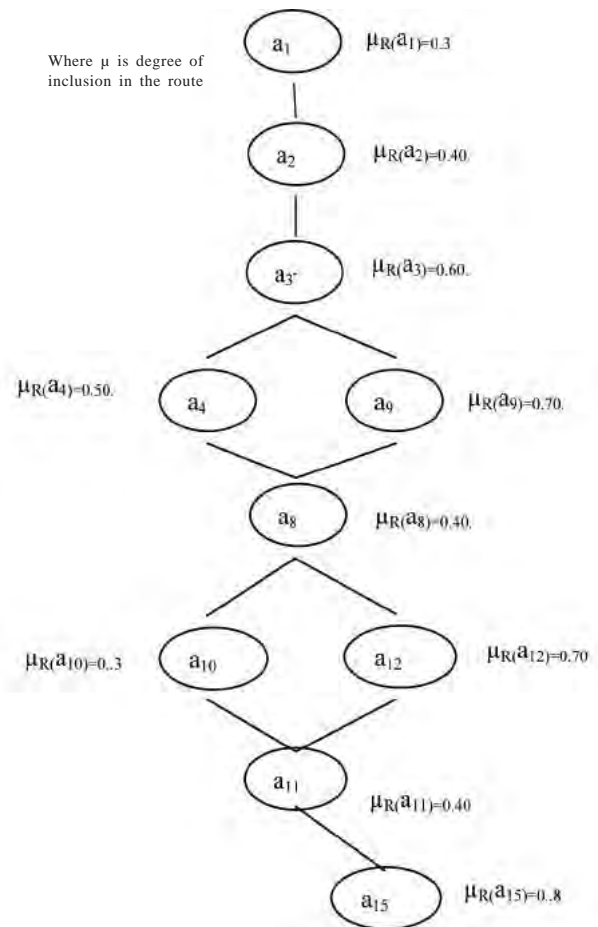 a1
μR(a1)=0.3
Where μ is degree of
inclusion in the route
a2
μR(a2)=0.40.
a3
μR(a3)=0.60.
μR(a4)=0.50.
a4
a9
μR(a9)=0.70.
a8
μR(a8)=0.40.
μR(a10)=0..3
a10
a12
μR(a12)=0.70
a11
μR(a11)=0.40
a15
μR(a15)=0..8